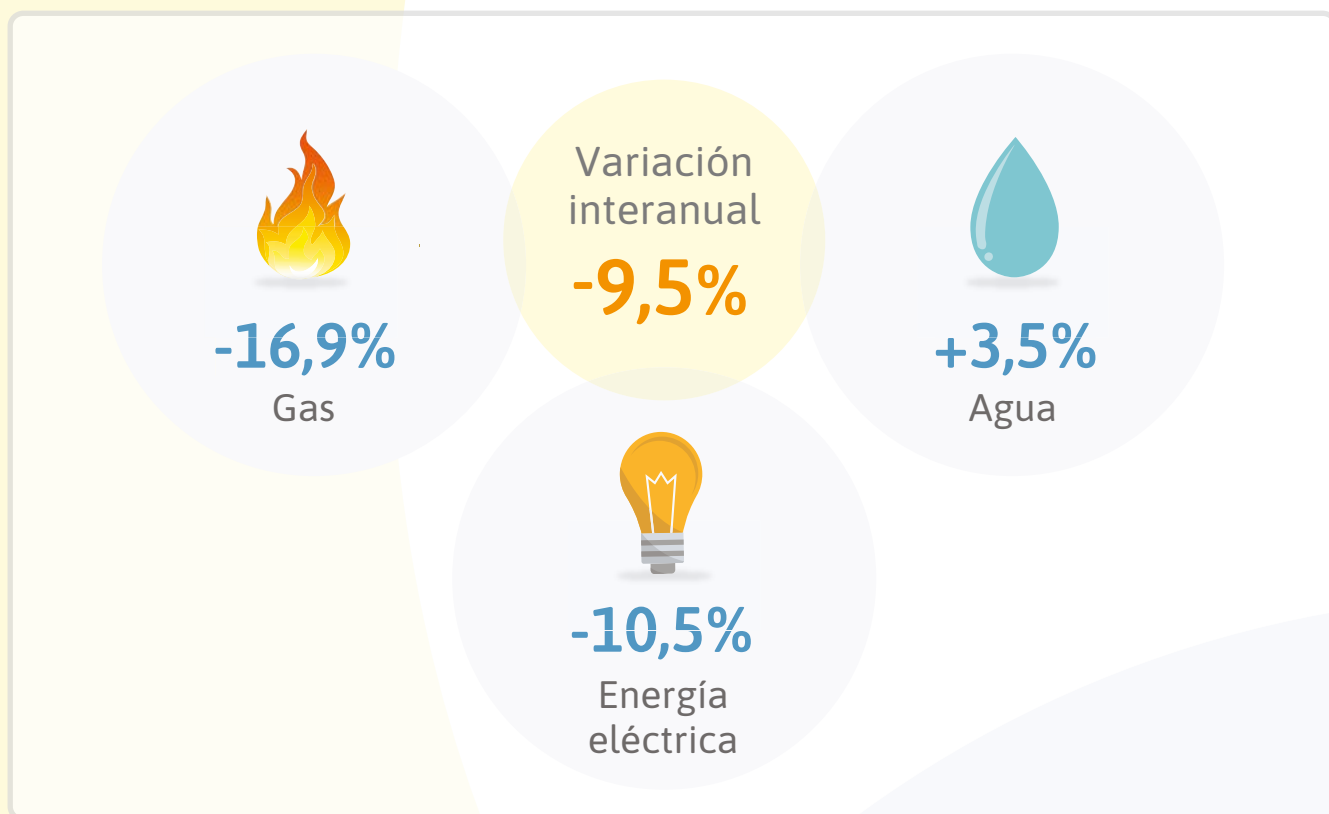 Variación
interanual
-9,5%
-16,9%
Gas
+3,5%
Agua
-10,5%
Energía
eléctrica